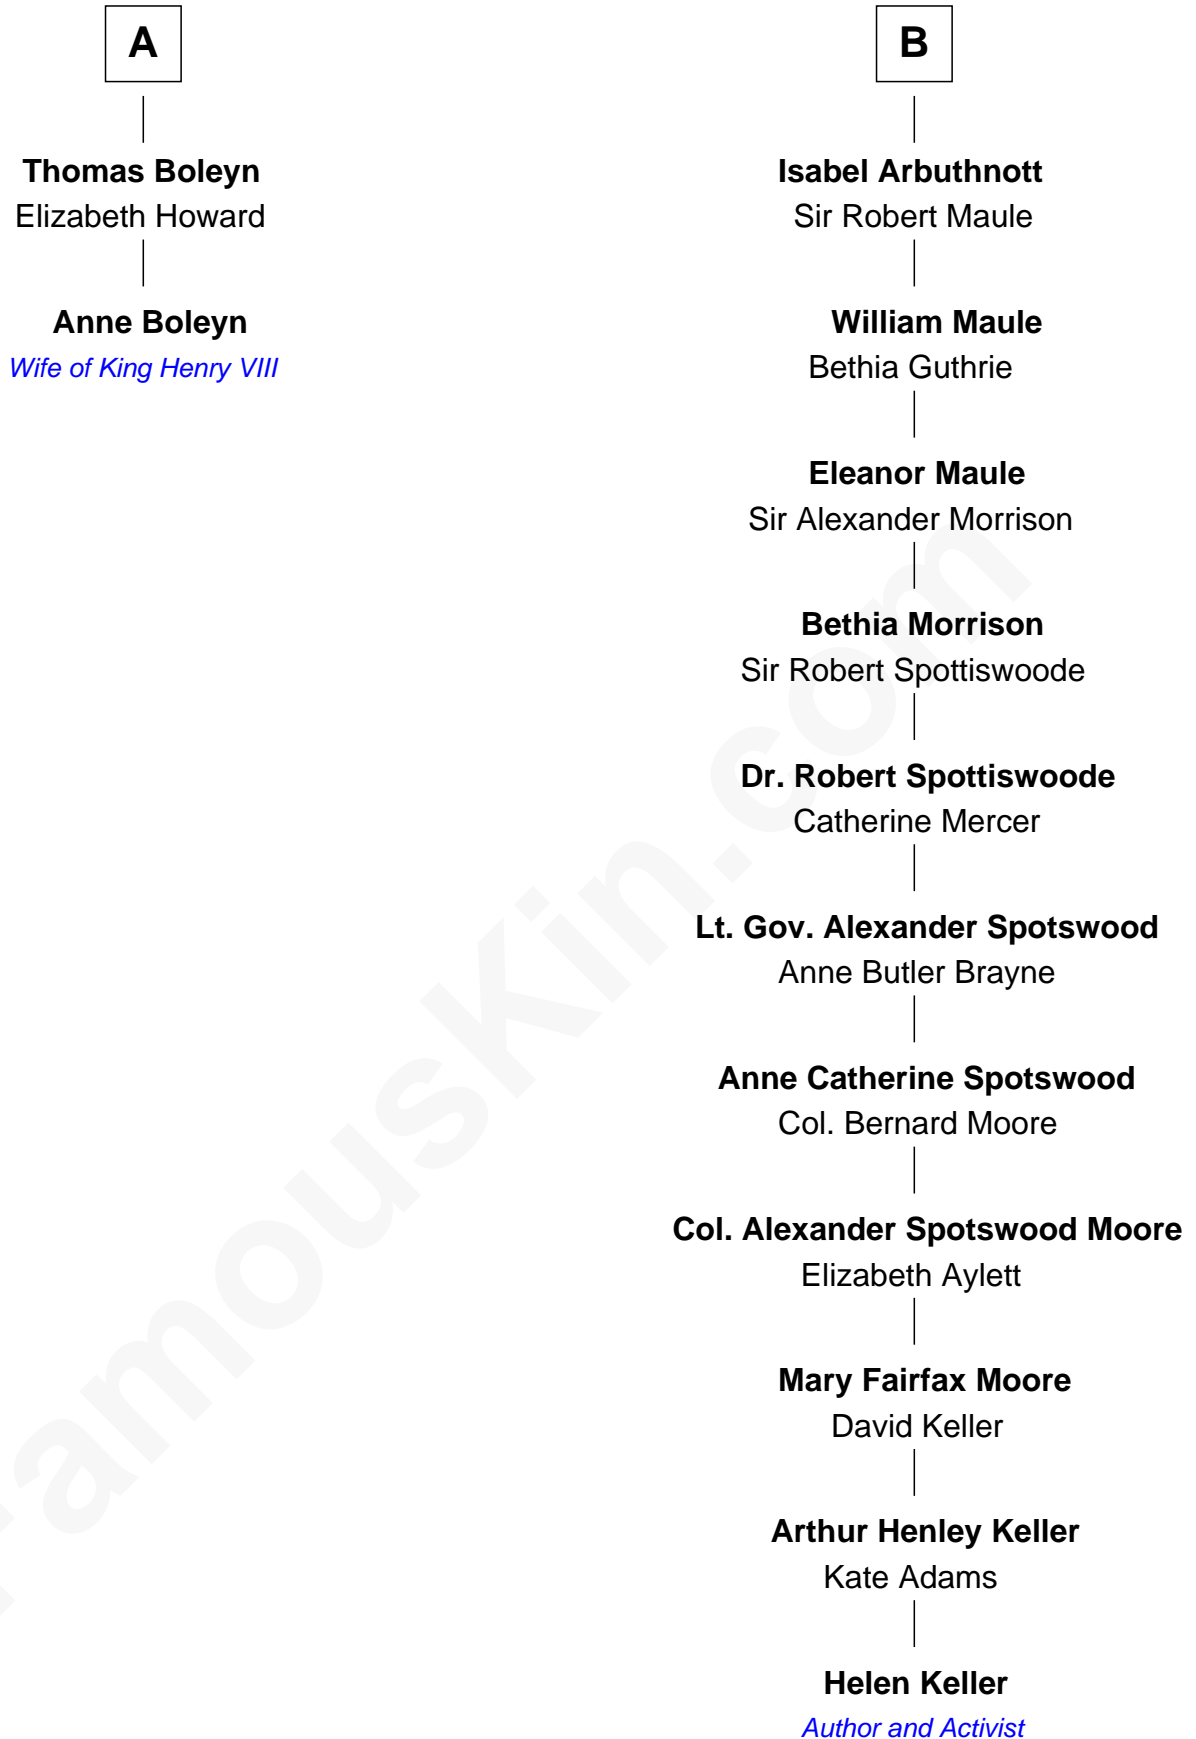 A
Thomas Boleyn
Elizabeth Howard
Anne Boleyn
Wife of King Henry VIII
B
Isabel Arbuthnott
Sir Robert Maule
William Maule
Bethia Guthrie
Eleanor Maule
Sir Alexander Morrison
Bethia Morrison
Sir Robert Spottiswoode
Dr. Robert Spottiswoode
Catherine Mercer
Lt. Gov. Alexander Spotswood
Anne Butler Brayne
Anne Catherine Spotswood
Col. Bernard Moore
Col. Alexander Spotswood Moore
Elizabeth Aylett
Mary Fairfax Moore
David Keller
Arthur Henley Keller
Kate Adams
Helen Keller
Author and Activist
FamousKin.com